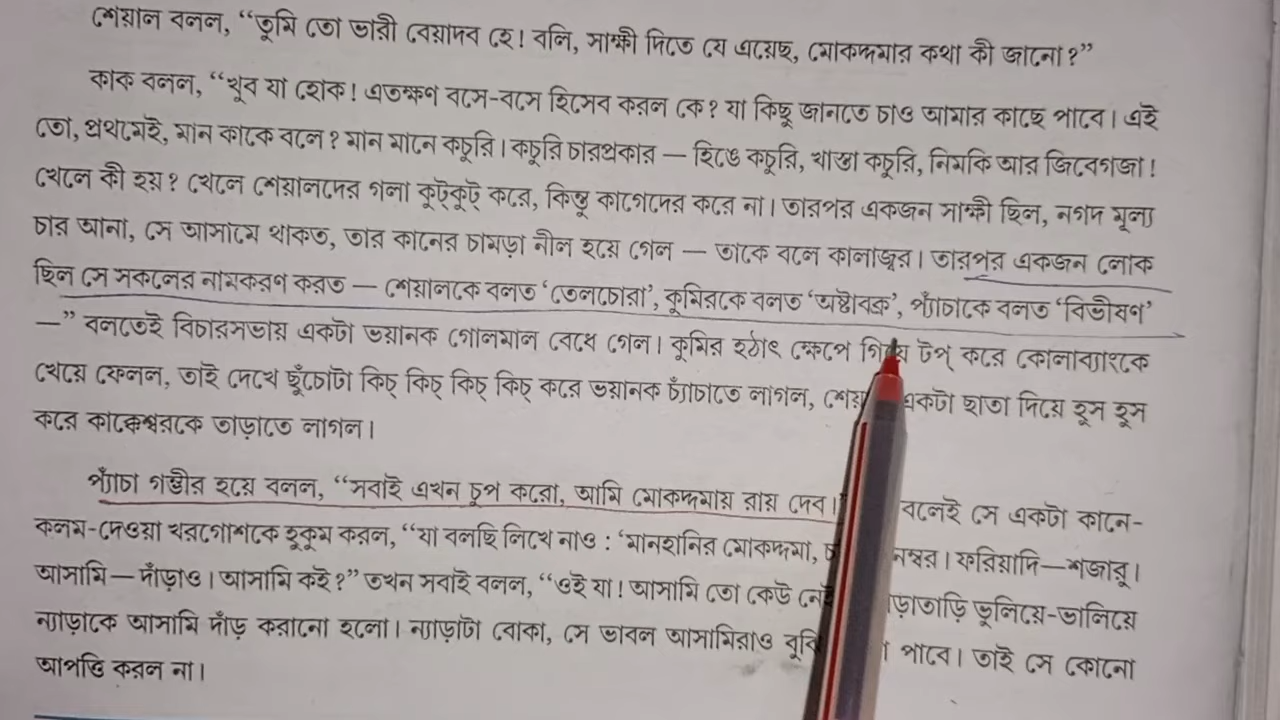 শেয়াল বলল, “তুমি তো ভারী বেয়াদব হে! বলি, সাক্ষী দিতে যে এয়েছ, মোকদ্দমার কথা কী জানো?”
কাক বলল, “খুব যা হোক! এতক্ষণ বসে-বসে হিসেব করল কে? যা কিছু জানতে চাও আমার কাছে পাবে। এই
তো, প্রথমেই, মান কাকে বলে? মান মানে কচুরি। কচুরি চারপ্রকার — হিঙে কচুরি, খাস্তা কচুরি, নিমকি আর জিবেগজা!
খেলে কী হয়? খেলে শেয়ালদের গলা কুট্‌কুট্‌ করে, কিন্তু কাগেদের করে না। তারপর একজন সাক্ষী ছিল, নগদ মূল্য
চার আনা, সে আসামে থাকত, তার কানের চামড়া নীল হয়ে গেল — তাকে বলে কালাজ্বর। তারপর একজন লোক
ছিল সে সকলের নামকরণ করত — শেয়ালকে বলত ‘তেলচোরা’, কুমিরকে বলত ‘অষ্টাবক্র’, প্যাঁচাকে বলত ‘বিভীষণ’
—” বলতেই বিচারসভায় একটা ভয়ানক গোলমাল বেধে গেল। কুমির হঠাৎ ক্ষেপে গিয়ে টপ্‌ করে কোলাব্যাংকে
খেয়ে ফেলল, তাই দেখে ছুঁচোটা কিচ্‌ কিচ্‌ কিচ্‌ কিচ্‌ করে ভয়ানক চ্যাঁচাতে লাগল, একটা ছাতা দিয়ে হুস হুস
করে কাক্কেশ্বরকে তাড়াতে লাগল।
প্যাঁচা গম্ভীর হয়ে বলল, “সবাই এখন চুপ করো, আমি মোকদ্দমায় রায় দেব। বলেই সে একটা কানে-
কলম-দেওয়া খরগোশকে হুকুম করল, “যা বলছি লিখে নাও : ‘মানহানির মোকদ্দমা, নম্বর। ফরিয়াদি—শজারু।
আসামি—দাঁড়াও। আসামি কই?” তখন সবাই বলল, “ওই যা! আসামি তো কেউ ভুলিয়ে-ভালিয়ে
ন্যাড়াকে আসামি দাঁড় করানো হলো। ন্যাড়াটা বোকা, সে ভাবল আসামিরাও পাবে। তাই সে কোনো
আপত্তি করল না।